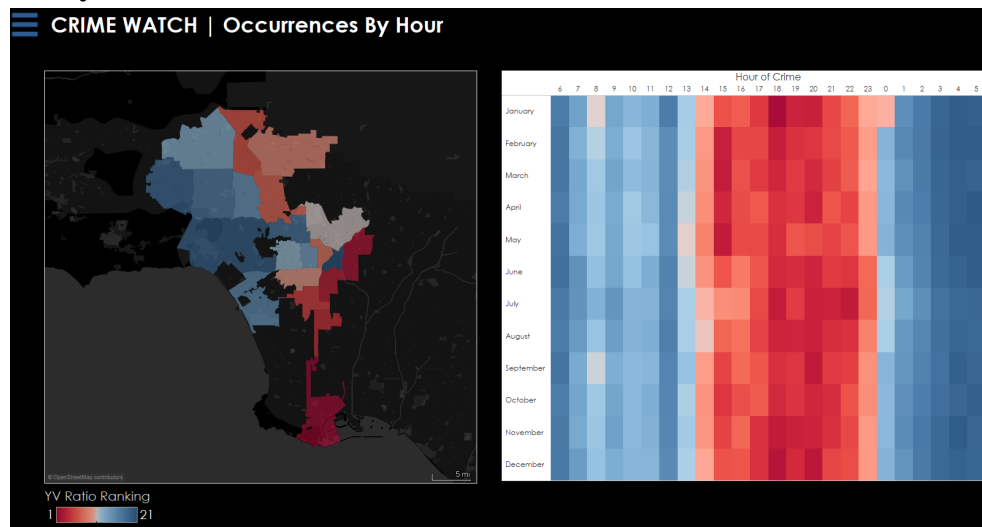 CRIME WATCH | Occurrences By Hour
Hour of Crime
6 7 8 9 10 11 12 13 14 15 16 17 18 19 20 21 22 23 0 1 2 3 4 5
January
February
March
April
May
June
July
August
September
October
November
December
© OpenStreetMap contributors
5 mi
YV Ratio Ranking
1 21